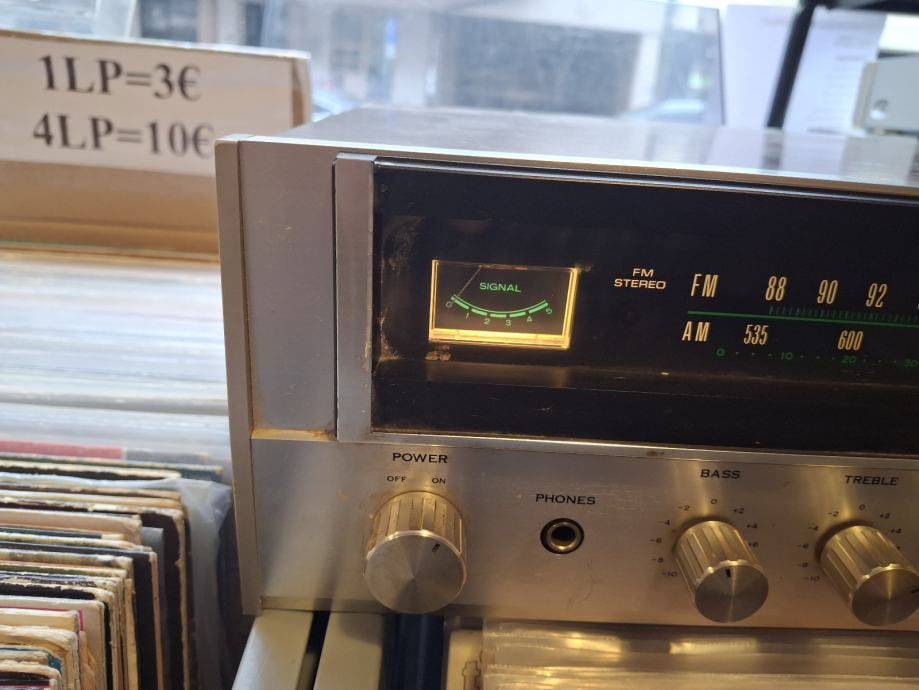 1LP=3€
4LP=10€
SIGNAL
0 1 2 3 4 5
FM
STEREO
FM 88 90 92
AM 535 600
0 10 20 30
POWER
OFF ON
PHONES
BASS
-10 -8 -6 -4 -2 0 +2 +4 +6
TREBLE
-10 -8 -6 -4 -2 0 +2 +4